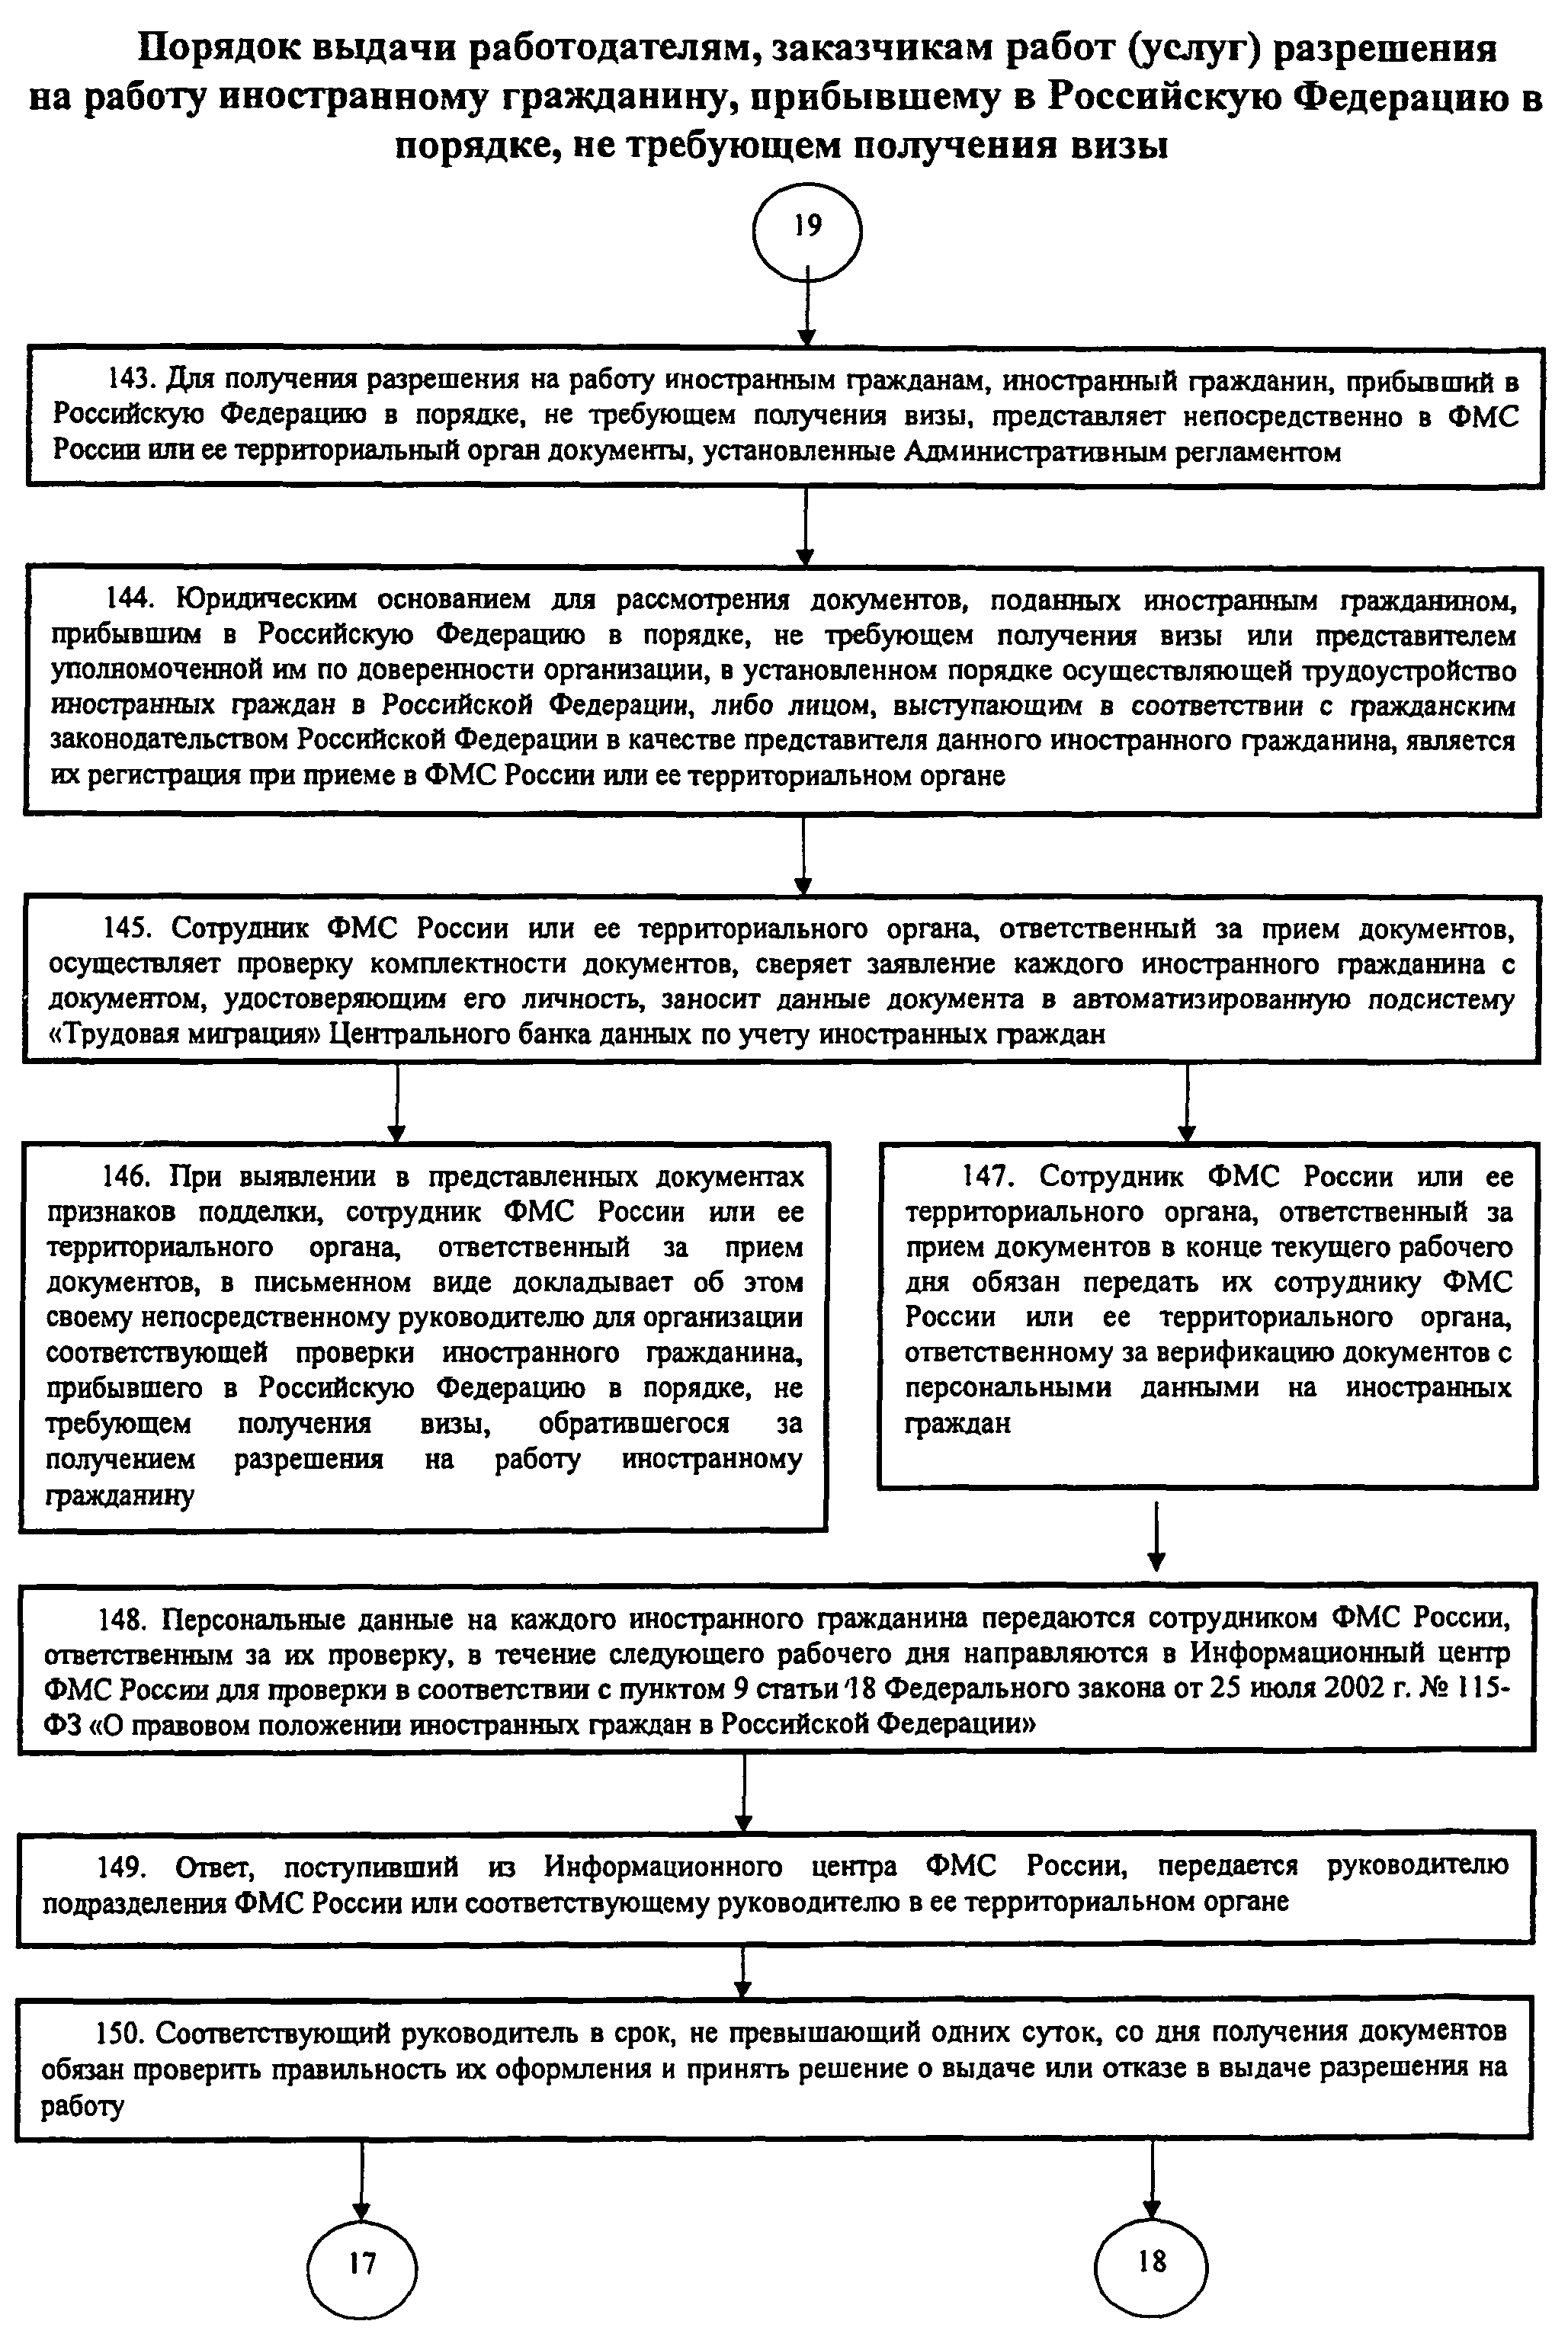 Порядок выдачи работодателям, заказчикам работ (услуг) разрешения
на работу иностранному гражданину, прибывшему в Российскую Федерацию в
порядке, не требующем получения визы
19
143. Для получения разрешения на работу иностранным гражданам, иностранный гражданин, прибывший в
Российскую Федерацию в порядке, не требующем получения визы, представляет непосредственно в ФМС
России или ее территориальный орган документы, установленные Административным регламентом
144. Юридическим основанием для рассмотрения документов, поданных иностранным гражданином,
прибывшим в Российскую Федерацию в порядке, не требующем получения визы или представителем
уполномоченной им по доверенности организации, в установленном порядке осуществляющей трудоустройство
иностранных граждан в Российской Федерации, либо лицом, выступающим в соответствии с гражданским
законодательством Российской Федерации в качестве представителя данного иностранного гражданина, является
их регистрация при приеме в ФМС России или ее территориальном органе
145. Сотрудник ФМС России или ее территориального органа, ответственный за прием документов,
осуществляет проверку комплектности документов, сверяет заявление каждого иностранного гражданина с
документом, удостоверяющим его личность, заносит данные документа в автоматизированную подсистему
«Трудовая миграция» Центрального банка данных по учету иностранных граждан
146. При выявлении в представленных документах
признаков подделки, сотрудник ФМС России или ее
территориального органа, ответственный за прием
документов, в письменном виде докладывает об этом
своему непосредственному руководителю для организации
соответствующей проверки иностранного гражданина,
прибывшего в Российскую Федерацию в порядке, не
требующем получения визы, обратившегося за
получением разрешения на работу иностранному
гражданину
147. Сотрудник ФМС России или ее
территориального органа, ответственный за
прием документов в конце текущего рабочего
дня обязан передать их сотруднику ФМС
России или ее территориального органа,
ответственному за верификацию документов с
персональными данными на иностранных
граждан
148. Персональные данные на каждого иностранного гражданина передаются сотрудником ФМС России,
ответственным за их проверку, в течение следующего рабочего дня направляются в Информационный центр
ФМС России для проверки в соответствии с пунктом 9 статьи 18 Федерального закона от 25 июля 2002 г. № 115-
ФЗ «О правовом положении иностранных граждан в Российской Федерации»
149. Ответ, поступивший из Информационного центра ФМС России, передается руководителю
подразделения ФМС России или соответствующему руководителю в ее территориальном органе
150. Соответствующий руководитель в срок, не превышающий одних суток, со дня получения документов
обязан проверить правильность их оформления и принять решение о выдаче или отказе в выдаче разрешения на
работу
17
18